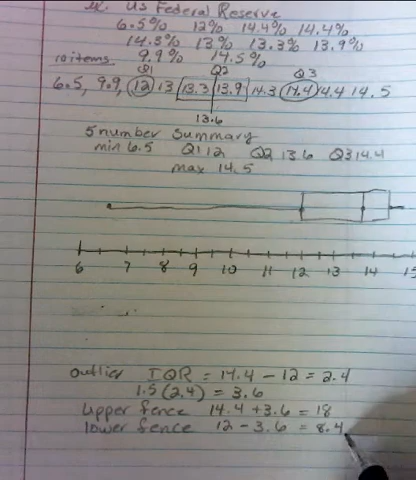 Us Federal Reserve
6.5% 12% 14.4% 14.4%
14.3% 13% 13.3% 13.9%
9.9% 14.5%
10 items Q1 Q2 Q3
6.5, 9.9, 12 13 13.3 13.9 14.3 14.4 14.4 14.5
13.6
5 number Summary
min 6.5 Q1 12 Q2 13.6 Q3 14.4
max 14.5
6 7 8 9 10 11 12 13 14 15
outlier IQR = 14.4 - 12 = 2.4
1.5(2.4) = 3.6
upper fence 14.4 + 3.6 = 18
lower fence 12 - 3.6 = 8.4